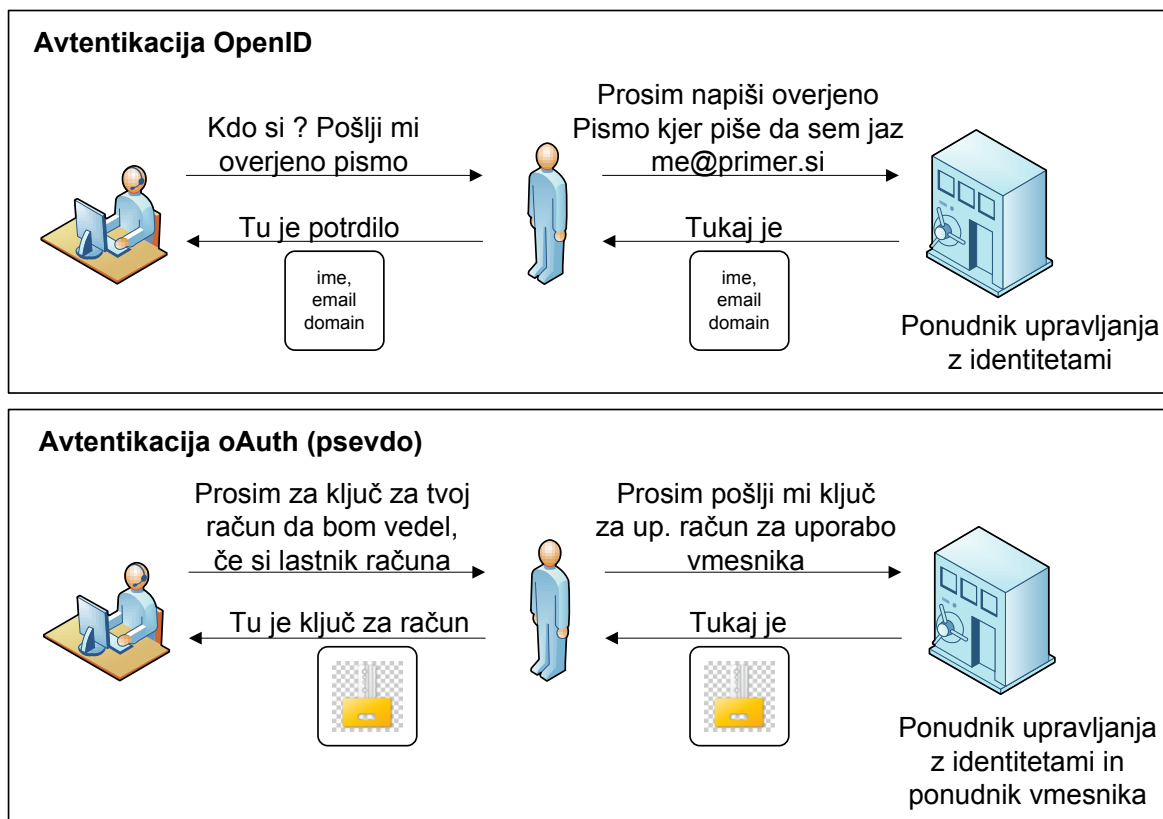 Avtentikacija OpenID
Kdo si ? Pošlji mi
overjeno pismo
Prosim napiši overjeno
Pismo kjer piše da sem jaz
me@primer.si
Tu je potrdilo
Tukaj je
ime,
email
domain
ime,
email
domain
Ponudnik upravljanja
z identitetami
Avtentikacija oAuth (psevdo)
Prosim za ključ za tvoj
račun da bom vedel,
če si lastnik računa
Prosim pošlji mi ključ
za up. račun za uporabo
vmesnika
Tu je ključ za račun
Tukaj je
Ponudnik upravljanja
z identitetami in
ponudnik vmesnika